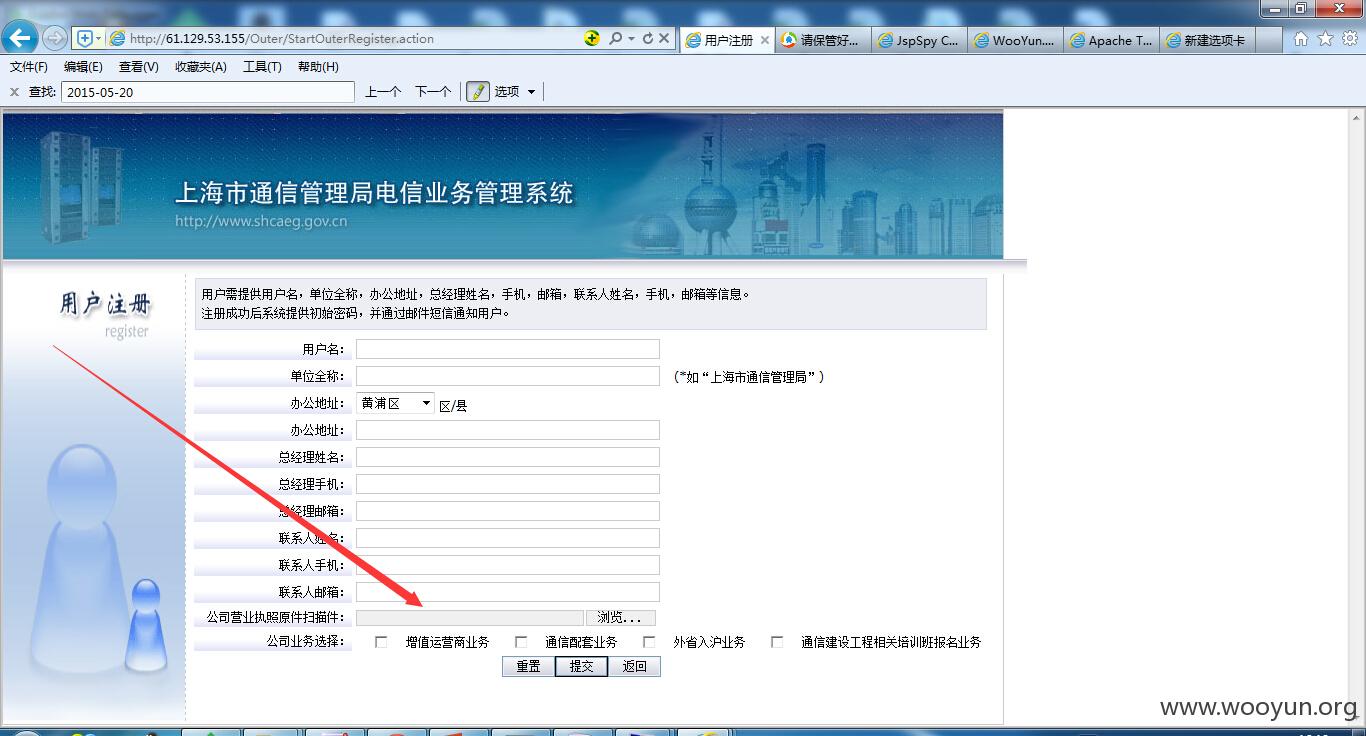 http://61.129.53.155/Outer/StartOuterRegister.action
用户注册
请保管好...
JspSpy C...
WooYun....
Apache T...
新建选项卡
文件(F) 编辑(E) 查看(V) 收藏夹(A) 工具(T) 帮助(H)
查找: 2015-05-20 上一个 下一个 选项
上海市通信管理局电信业务管理系统
http://www.shcaeg.gov.cn
用户注册
register
用户需提供用户名，单位全称，办公地址，总经理姓名，手机，邮箱，联系人姓名，手机，邮箱等信息。
注册成功后系统提供初始密码，并通过邮件短信通知用户。
用户名：
单位全称： (*如“上海市通信管理局”)
办公地址： 黄浦区 区/县
办公地址：
总经理姓名：
总经理手机：
总经理邮箱：
联系人姓名：
联系人手机：
联系人邮箱：
公司营业执照原件扫描件： 浏览...
公司业务选择： 增值运营商业务 通信配套业务 外省入沪业务 通信建设工程相关培训班报名业务
重置 提交 返回
www.wooyun.org